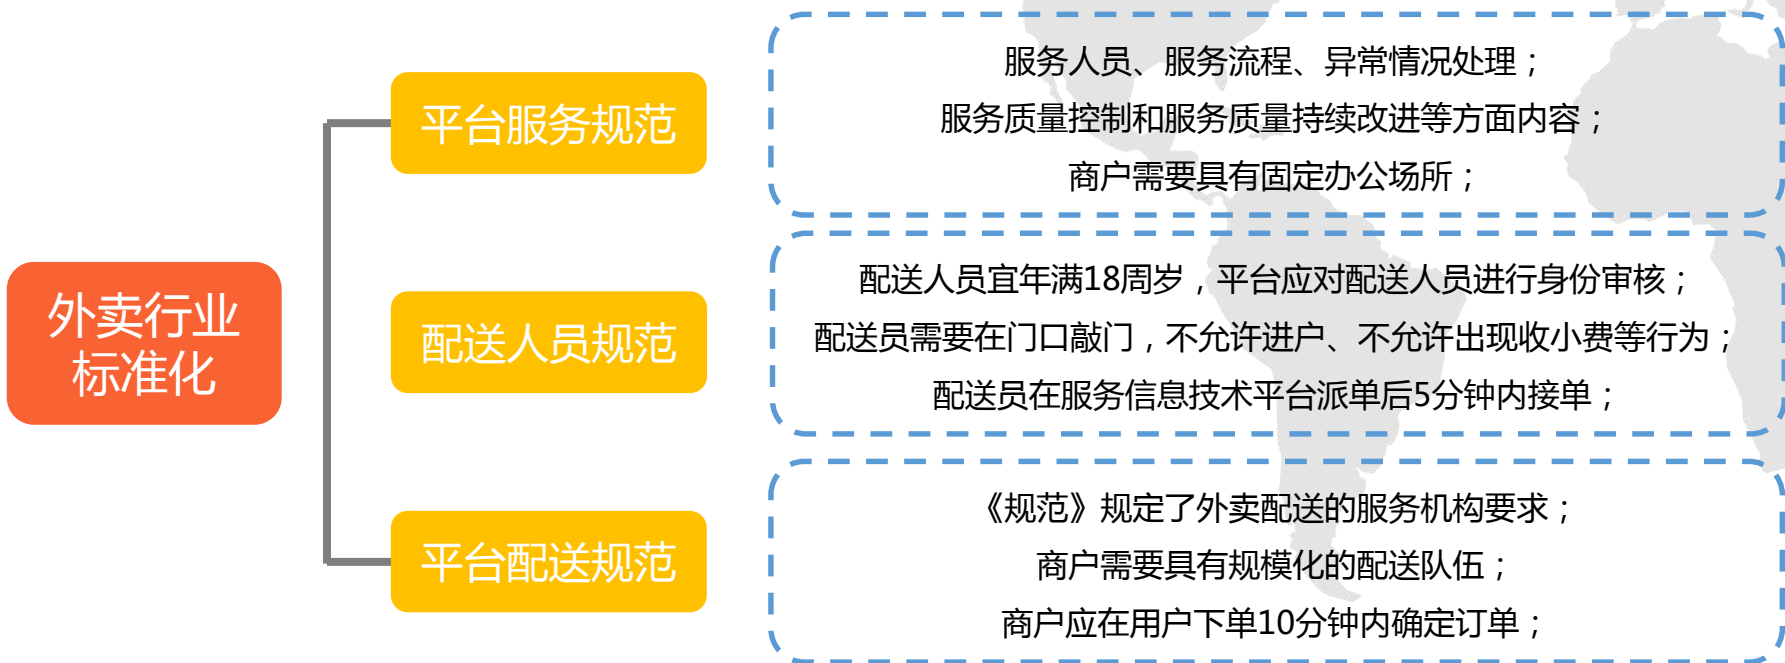 外卖行业
标准化
平台服务规范
服务人员、服务流程、异常情况处理；
服务质量控制和服务质量持续改进等方面内容；
商户需要具有固定办公场所；
配送人员规范
配送人员宜年满18周岁，平台应对配送人员进行身份审核；
配送员需要在门口敲门，不允许进户、不允许出现收小费等行为；
配送员在服务信息技术平台派单后5分钟内接单；
平台配送规范
《规范》规定了外卖配送的服务机构要求；
商户需要具有规模化的配送队伍；
商户应在用户下单10分钟内确定订单；